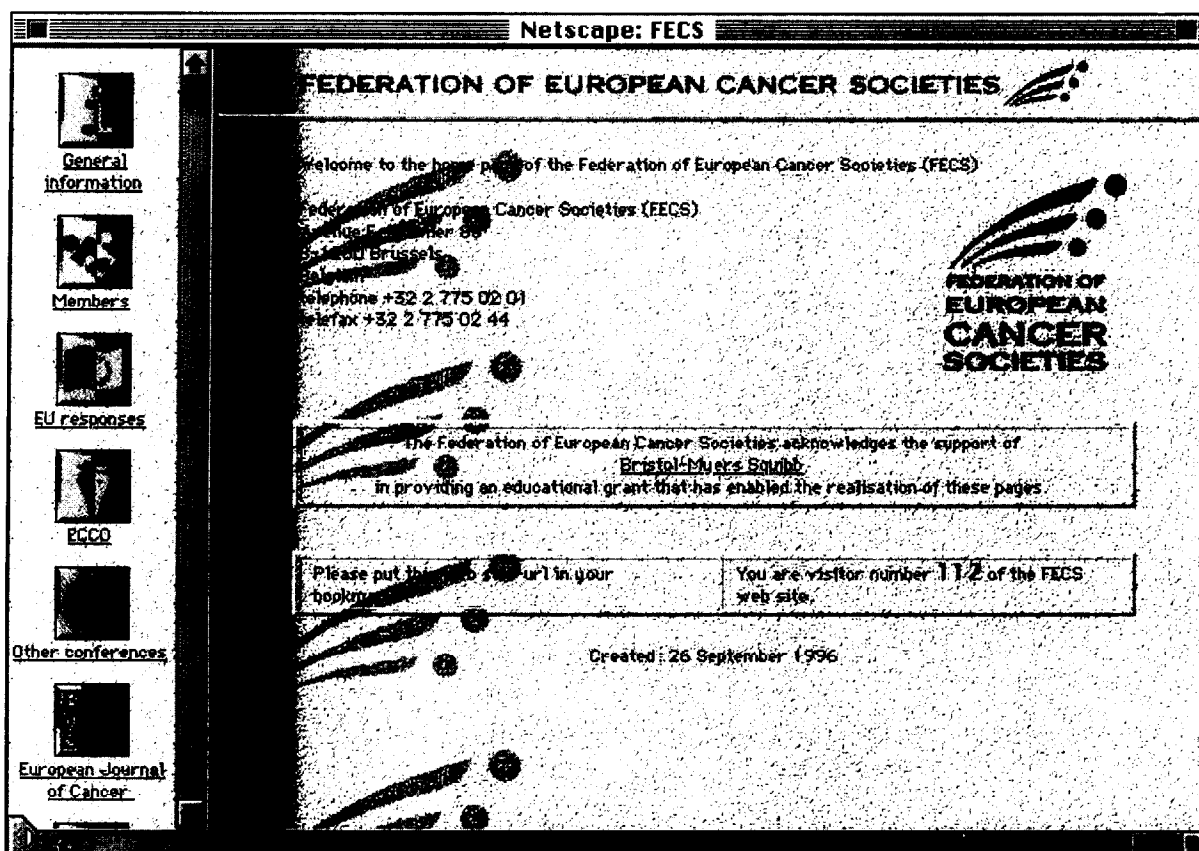 Netscape: FECS
General
information
Members
EU responses
ECCO
Other conferences
European Journal
of Cancer
FEDERATION OF EUROPEAN CANCER SOCIETIES
Welcome to the home page of the Federation of European Cancer Societies (FECS)
Federation of European Cancer Societies (FECS)
Brussels
Telephone +32 2 775 02 01
Telefax +32 2 775 02 44
FEDERATION OF
EUROPEAN
CANCER
SOCIETIES
The Federation of European Cancer Societies acknowledges the support of
Bristol-Myers Squibb
in providing an educational grant that has enabled the realisation of these pages
Please put url in your
You are visitor number 112 of the FECS
web site.
Created: 26 September 1996